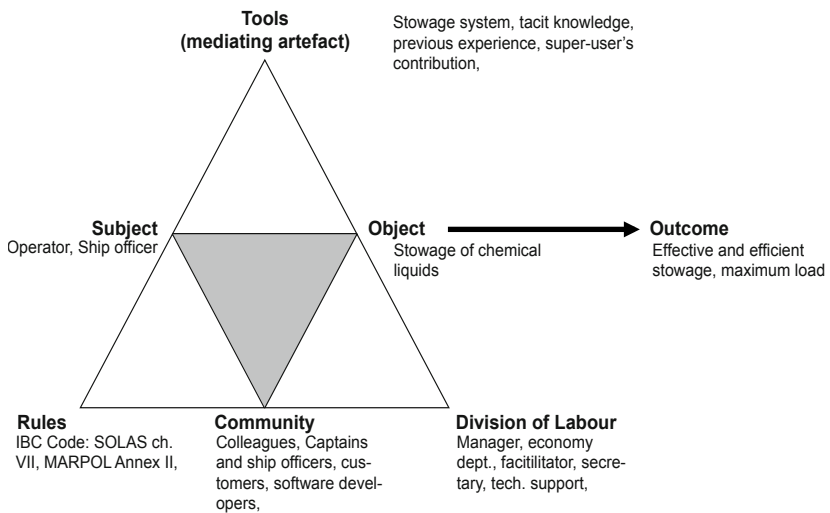 Tools
(mediating artefact)
Stowage system, tacit knowledge,
previous experience, super-user's
contribution,
Subject
Operator, Ship officer
Object
Stowage of chemical
liquids
Outcome
Effective and efficient
stowage, maximum load
Rules
IBC Code: SOLAS ch.
VII, MARPOL Annex II,
Community
Colleagues, Captains
and ship officers, cus-
tomers, software devel-
opers,
Division of Labour
Manager, economy
dept., facitilitator, secre-
tary, tech. support,